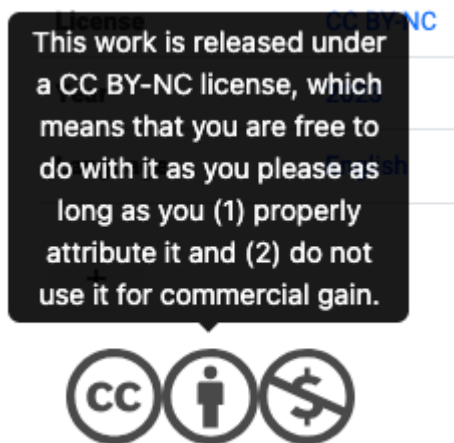 License
CC BY-NC
This work is released under
a CC BY-NC license, which
means that you are free to
do with it as you please as
long as you (1) properly
attribute it and (2) do not
use it for commercial gain.
English
cc
$